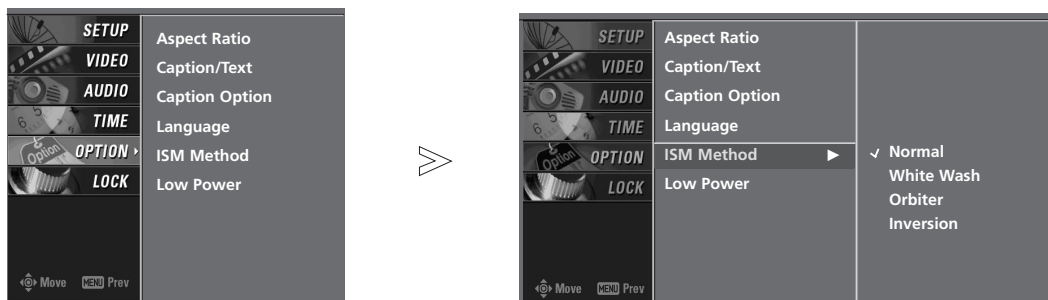 SETUP
VIDEO
AUDIO
TIME
OPTION
LOCK
Move MENU Prev
Aspect Ratio
Caption/Text
Caption Option
Language
ISM Method
Low Power
SETUP
VIDEO
AUDIO
TIME
OPTION
LOCK
Move MENU Prev
Aspect Ratio
Caption/Text
Caption Option
Language
ISM Method ►
Low Power
✓ Normal
White Wash
Orbiter
Inversion